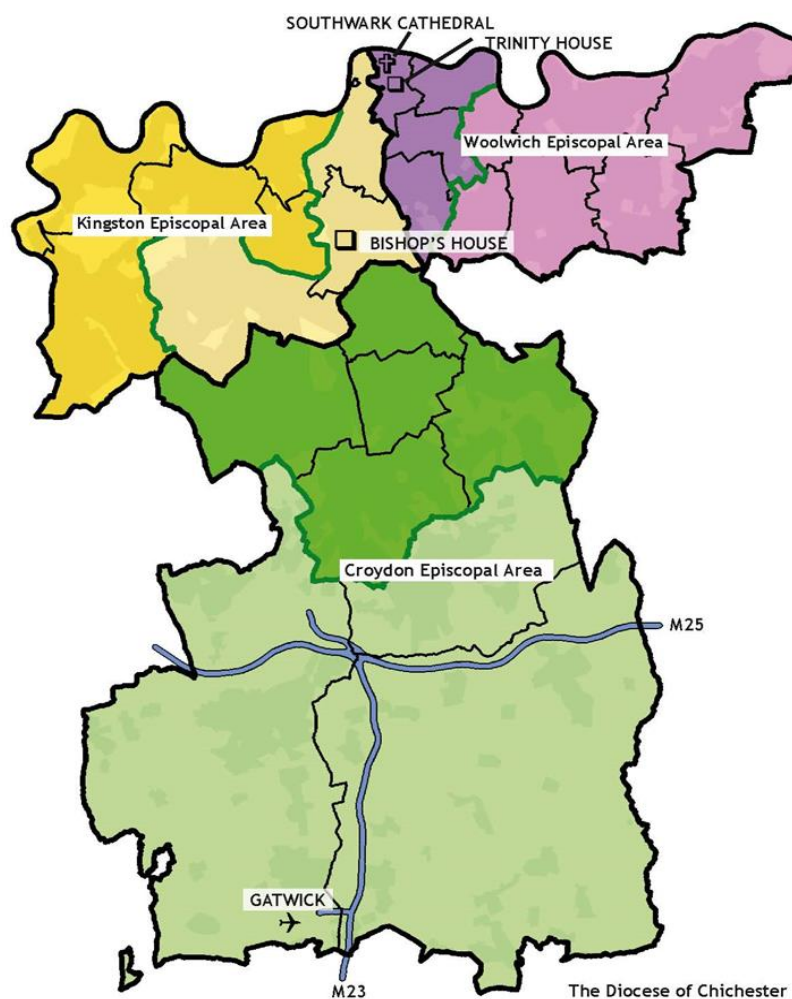 SOUTHWARK CATHEDRAL
TRINITY HOUSE
Woolwich Episcopal Area
Kingston Episcopal Area
BISHOP'S HOUSE
Croydon Episcopal Area
M25
GATWICK
M23
The Diocese of Chichester